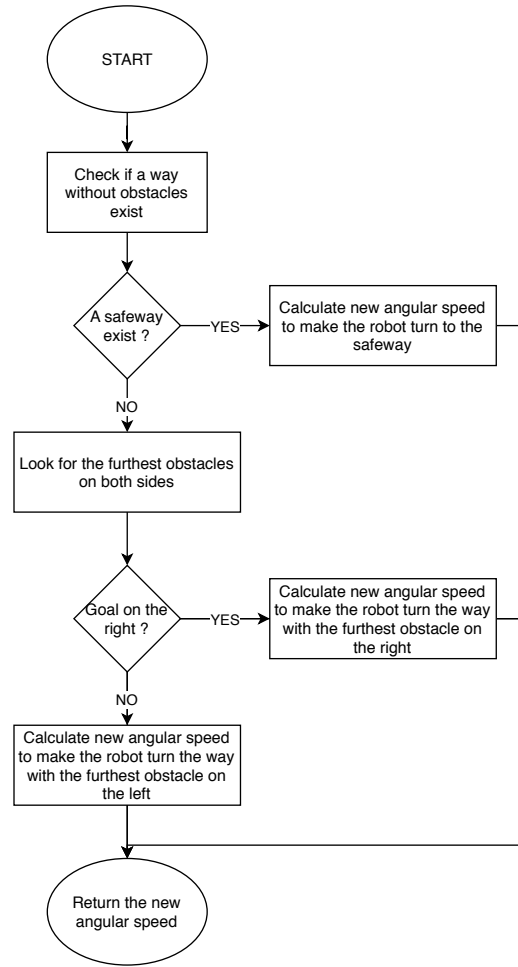 START
Check if a way
without obstacles
exist
A safeway
exist ?
YES
Calculate new angular speed
to make the robot turn to the
safeway
NO
Look for the furthest obstacles
on both sides
Goal on the
right ?
YES
Calculate new angular speed
to make the robot turn the way
with the furthest obstacle on
the right
NO
Calculate new angular speed
to make the robot turn the way
with the furthest obstacle on
the left
Return the new
angular speed